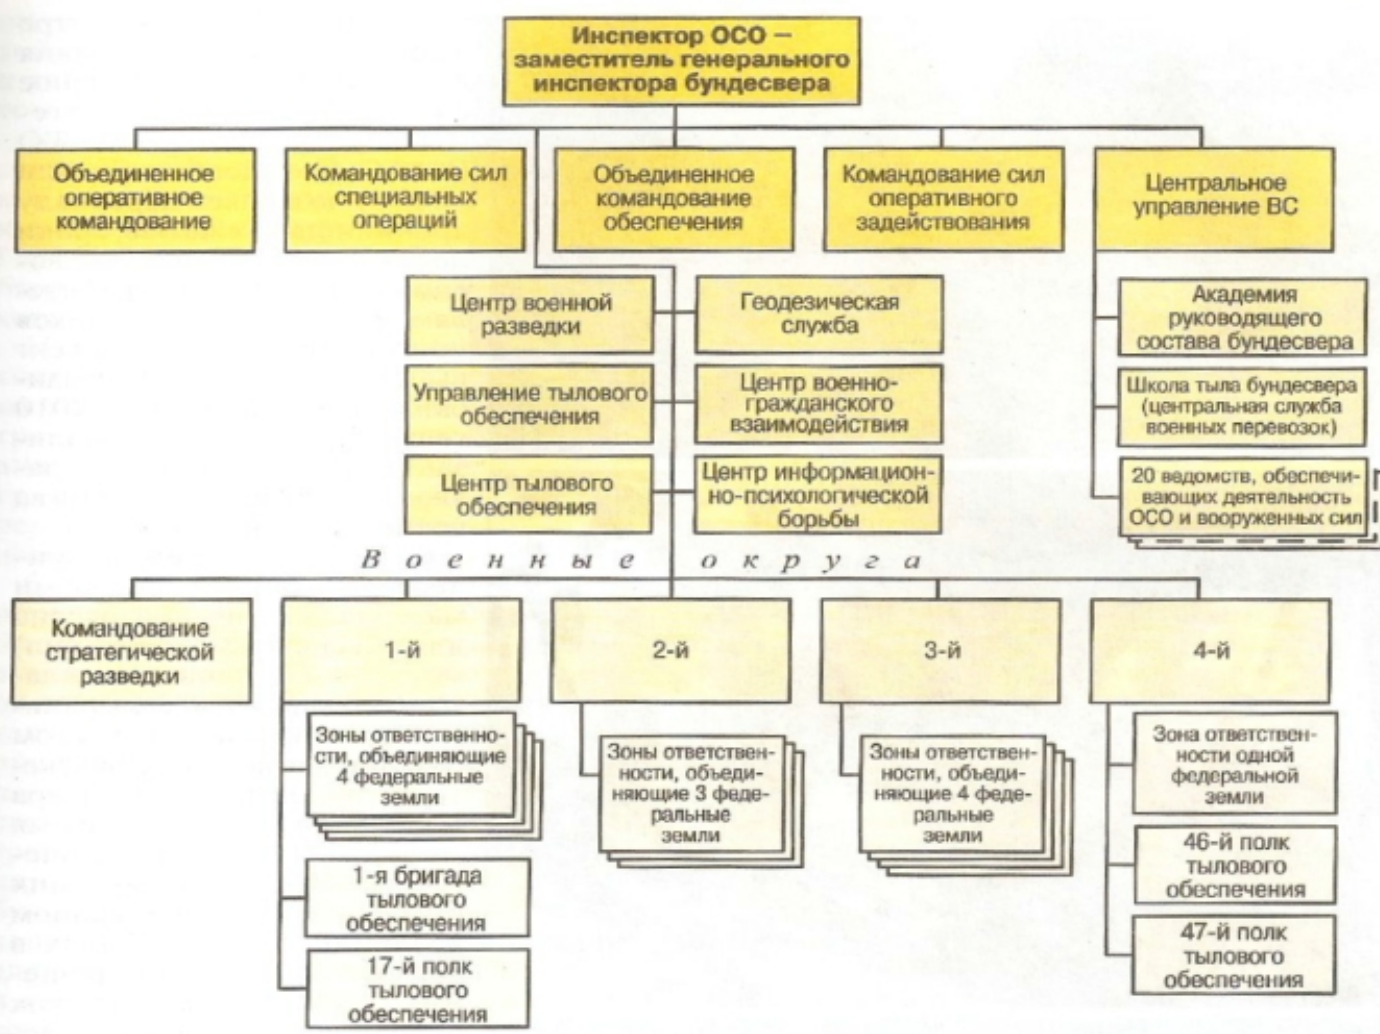 Инспектор ОСО —
заместитель генерального
инспектора бундесвера
Объединенное
оперативное
командование
Командование сил
специальных
операций
Объединенное
командование
обеспечения
Командование сил
оперативного
задействования
Центральное
управление ВС
Центр военной
разведки
Геодезическая
служба
Управление тылового
обеспечения
Центр военно-
гражданского
взаимодействия
Центр тылового
обеспечения
Центр информацион-
но-психологической
борьбы
Академия
руководящего
состава бундесвера
Школа тыла бундесвера
(центральная служба
военных перевозок)
20 ведомств, обеспечи-
вающих деятельность
ОСО и вооруженных сил
Военные округа
Командование
стратегической
разведки
1-й
2-й
3-й
4-й
Зоны ответственно-
сти, объединяющие
4 федеральные
земли
1-я бригада
тылового
обеспечения
17-й полк
тылового
обеспечения
Зоны ответствен-
ности, объеди-
няющие 3 феде-
ральные
земли
Зоны ответствен-
ности, объеди-
няющие 4 феде-
ральные
земли
Зона ответствен-
ности одной
федеральной
земли
46-й полк
тылового
обеспечения
47-й полк
тылового
обеспечения